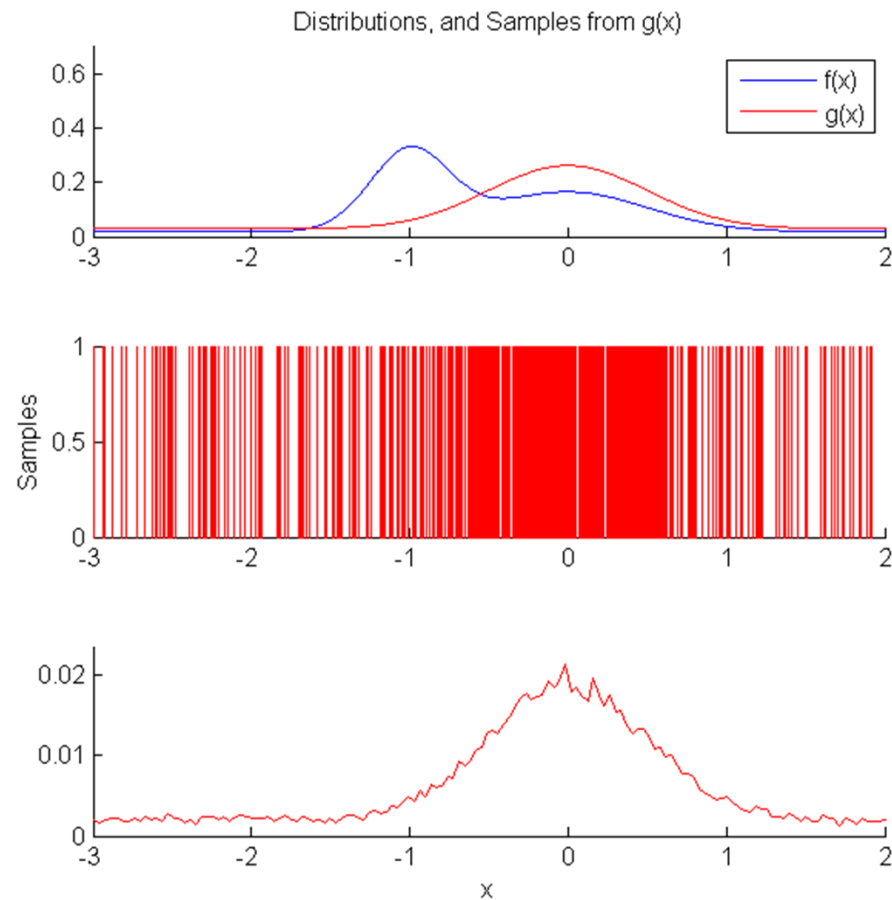 Distributions, and Samples from g(x)
f(x)
g(x)
0.6
0.4
0.2
0
-3 -2 -1 0 1 2
Samples
1
0.5
0
-3 -2 -1 0 1 2
0.02
0.01
0
-3 -2 -1 0 1 2
x